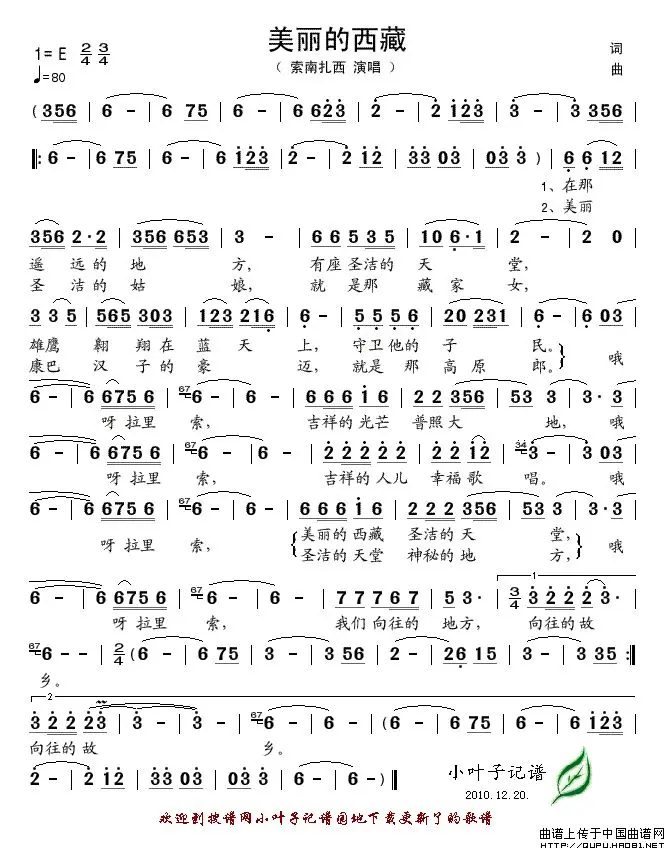 美丽的西藏
（ 索南扎西 演唱 ）
1= E 2/4 3/4
♩=80
词
曲
( 356 | 6 - | 6 75 | 6 - | 6 623 | 2 - | 2 123 | 3 - | 3 356 |
|: 6 - | 6 75 | 6 - | 6 123 | 2 - | 2 12 | 33 03 | 03 03 ) | 6 6 12 |
1、在那
2、美丽
356 2·2 | 356 653 | 3 - | 66 535 | 10 6·1 | 2 - | 2 0 |
遥 远的 地 方, 有座圣洁的 天 堂,
圣 洁的 姑 娘, 就 是那 藏 家 女,
3 3 5 | 565 303 | 123 216 | 6 - | 5 5 5 6 | 20 231 | 6 - | 6 03 |
雄鹰 翱 翔在 蓝 天 上, 守卫他的 子 民。
康巴 汉 子的 豪 迈, 就是那 高原 郎。
哦
6 - | 6 675 6 | 67 6 - | 6 - | 6 6 6 1 6 | 2 2 356 | 53 3 | 3· 3 |
呀 拉里 索, 吉祥的 光芒 普照大 地, 哦
6 - | 6 675 6 | 67 6 - | 6 - | 2 2 2 2 2 | 2 2 12 | 34 3 - | 3 03 |
呀 拉里 索, 吉祥的 人儿 幸福歌 唱。 哦
6 - | 6 675 6 | 67 6 - | 6 - | 6 6 6 1 6 | 2 2 2 356 | 53 3 | 3· 3 |
呀 拉里 索, 美丽的 西藏 圣洁的 天 堂,
圣洁的 天堂 神秘的 地 方, 哦
6 - | 6 - | 6 675 6 | 67 6 - | 6 - | 7 7 7 67 | 5 6 7 6 | 53· | 1. 3/4 3 2 2 2 3 |
呀 拉里 索, 我们 向往的 地方, 向往的 故
67 6 - - | 2/4 ( 6 - | 6 75 | 3 - | 3 356 | 2 - | 26 15 | 3 - | 3 356 :|
乡。
2. 3 2 2 23 | 3 - | 3 - | 67 6 - | 6 - | (6 - | 6 75 | 6 - | 6 123 |
向往的 故 乡。
2 - | 2 12 | 33 03 | 03 03 | 6 - | 6 - )||
小叶子记谱
2010.12.20.
欢迎到搜谱网小叶子记谱园地下载更新了的歌谱
曲谱上传于中国曲谱网
HTTP://QUPU.HAO81.NET